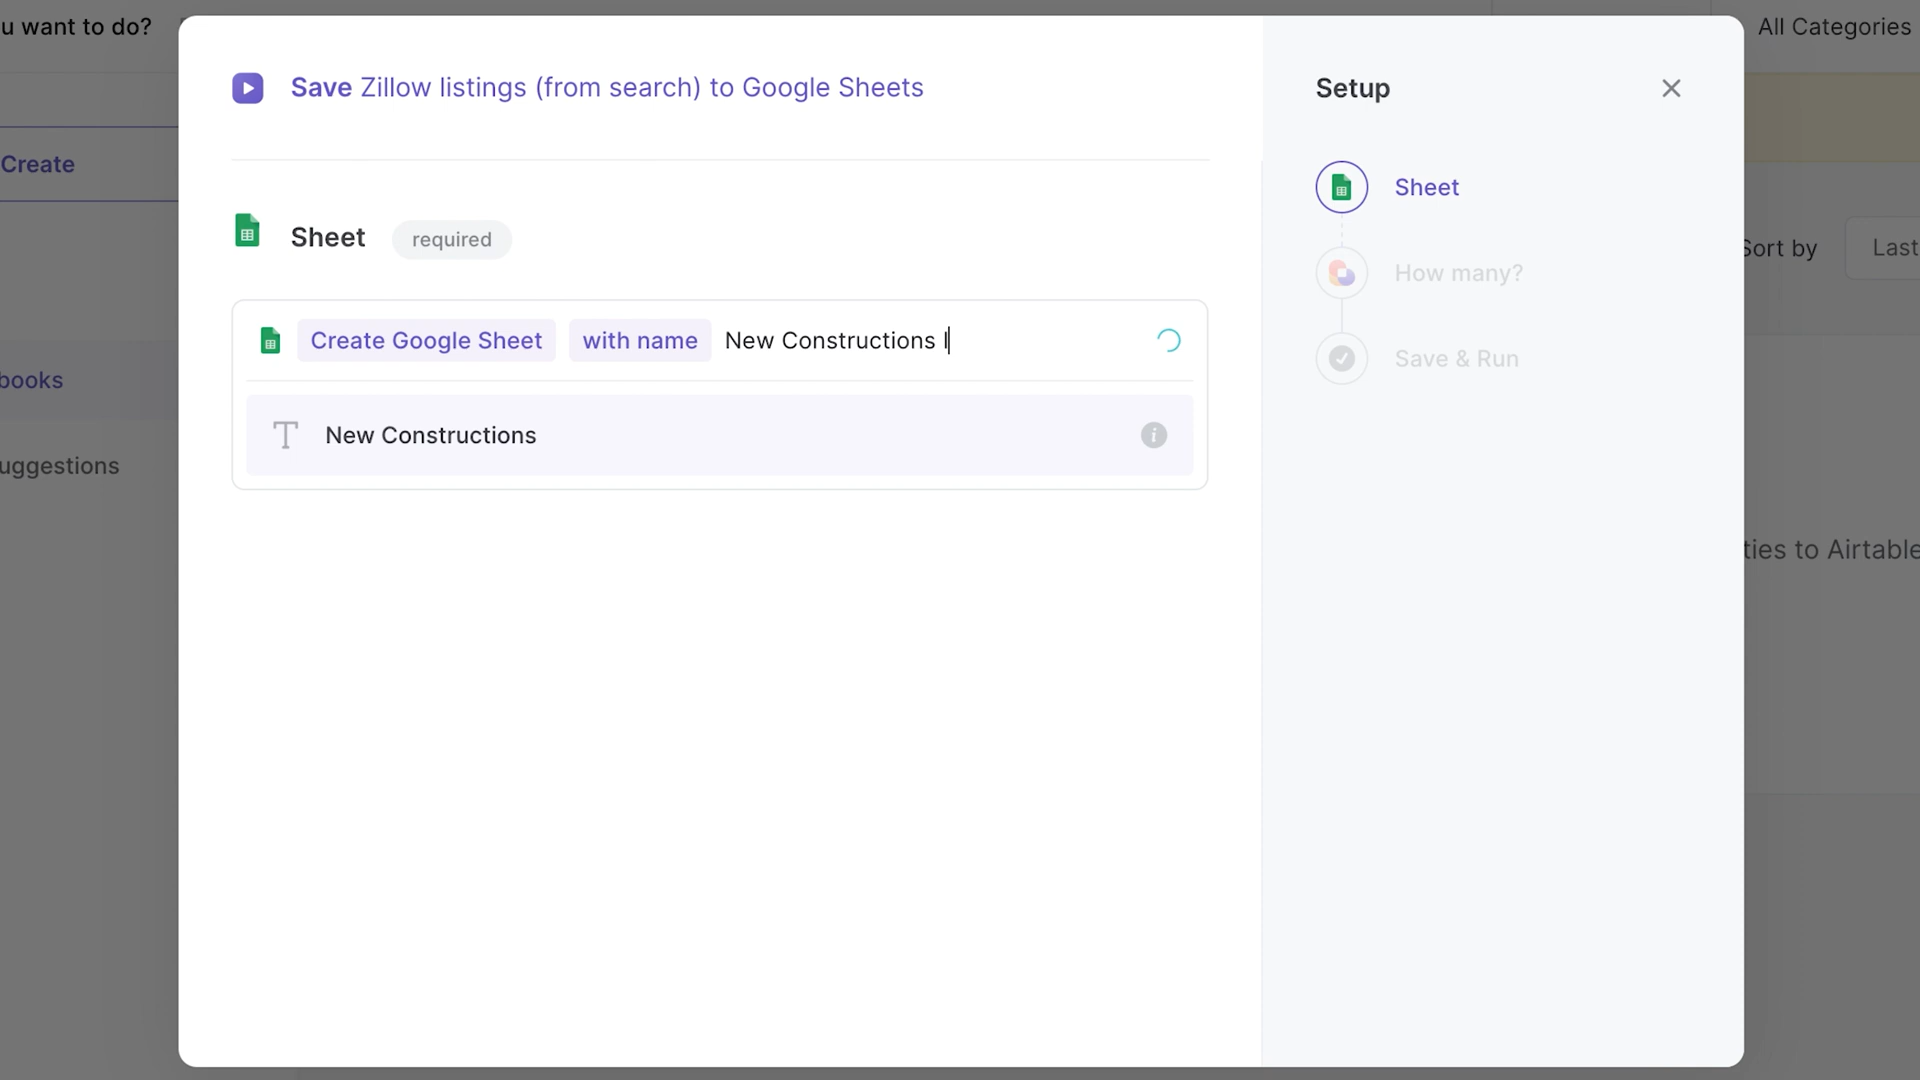 u want to do?
All Categories
Save Zillow listings (from search) to Google Sheets
Setup
Create
Sheet
Sheet required
Sort by Last
How many?
Create Google Sheet with name New Constructions I
Save & Run
books
New Constructions
uggestions
ties to Airtable